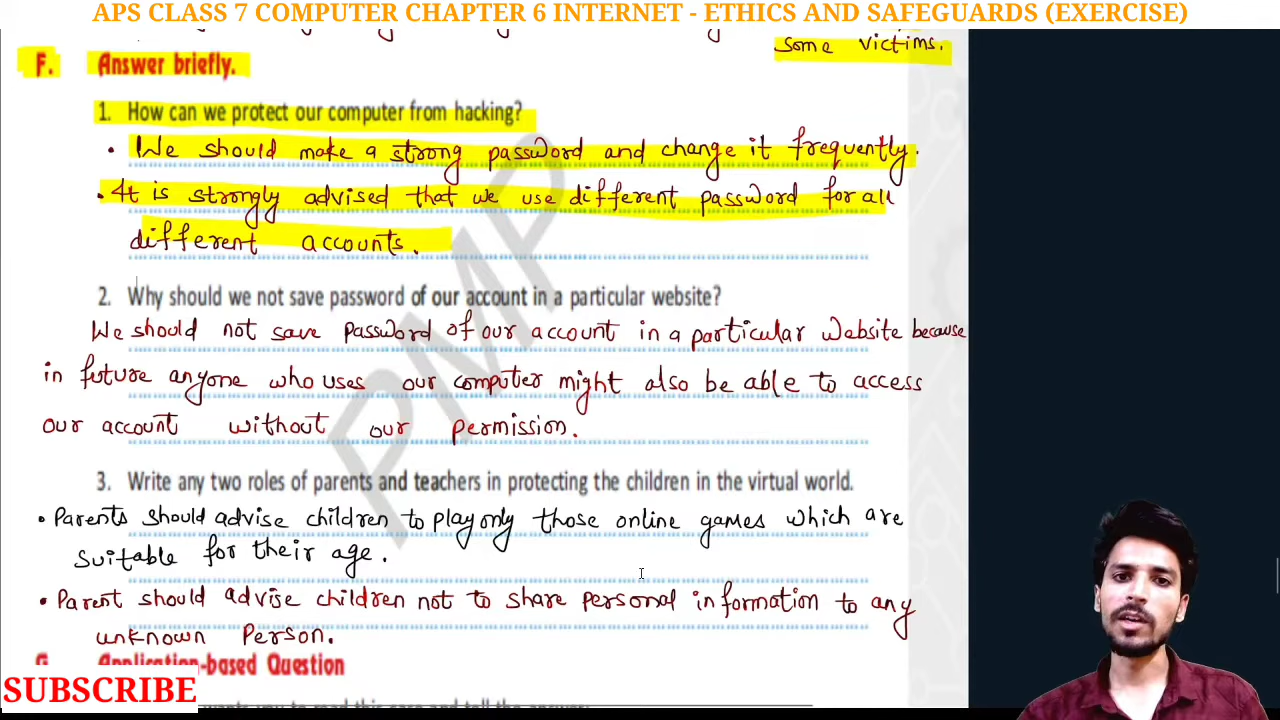 APS CLASS 7 COMPUTER CHAPTER 6 INTERNET - ETHICS AND SAFEGUARDS (EXERCISE)
some victims.
F. Answer briefly.
1. How can we protect our computer from hacking?
• We should make a strong password and change it frequently.
• It is strongly advised that we use different password for all
different accounts.
2. Why should we not save password of our account in a particular website?
We should not save password of our account in a particular website because
in future anyone who uses our computer might also be able to access
our account without our permission.
3. Write any two roles of parents and teachers in protecting the children in the virtual world.
• Parents should advise children to play only those online games which are
suitable for their age.
• Parent should advise children not to share personal information to any
unknown person.
G. Application-based Question
SUBSCRIBE
PMP